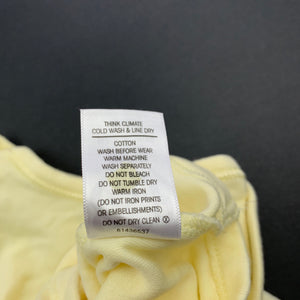 THINK CLIMATE
COLD WASH & LINE DRY
COTTON
WASH BEFORE WEAR
WARM MACHINE
WASH SEPARATELY
DO NOT BLEACH
DO NOT TUMBLE DRY
WARM IRON
(DO NOT IRON PRINTS
OR EMBELLISHMENTS)
DO NOT DRY CLEAN